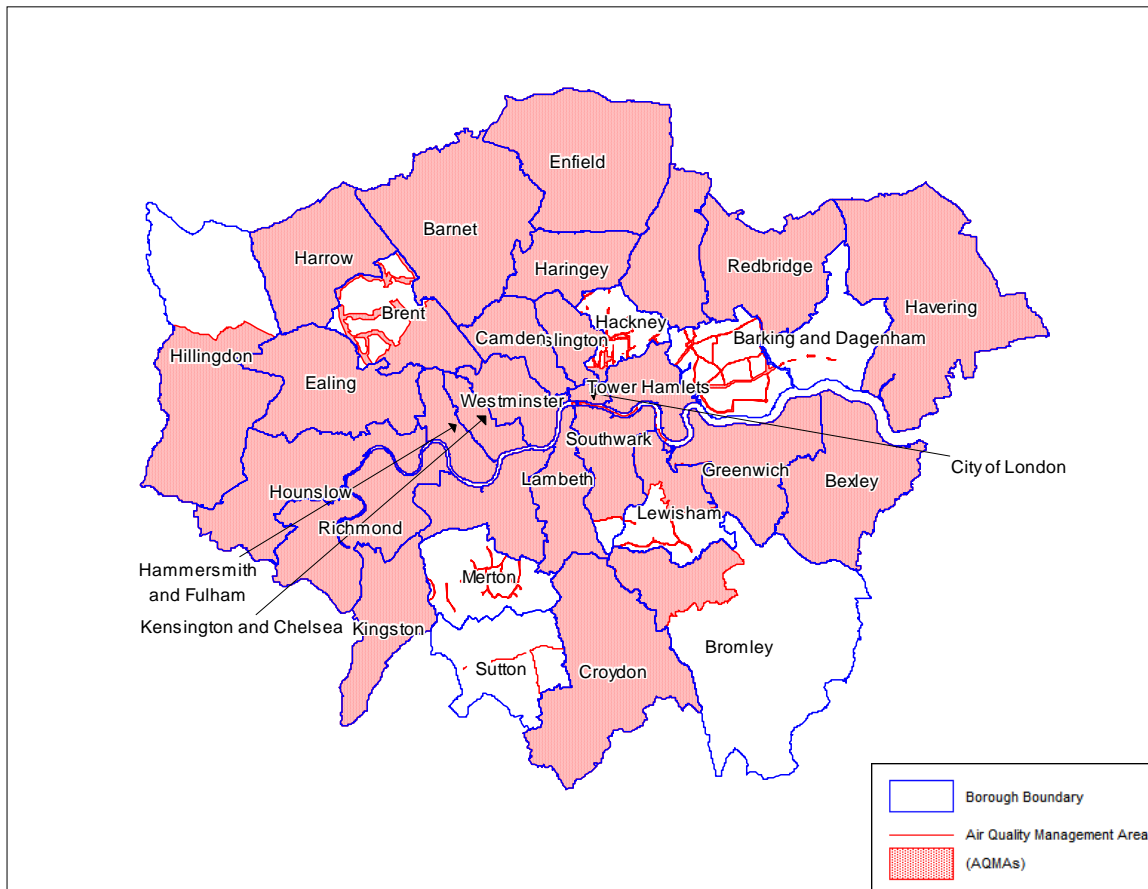 Enfield
Barnet
Harrow
Haringey
Redbridge
Havering
Brent
Hackney
Camden
slington
Barking and Dagenham
Hillingdon
Ealing
Tower Hamlets
Westminster
Southwark
City of London
Greenwich
Bexley
Hounslow
Lambeth
Richmond
Lewisham
Hammersmith
and Fulham
Merton
Kensington and Chelsea
Kingston
Bromley
Sutton
Croydon
Borough Boundary
Air Quality Management Area
(AQMAs)